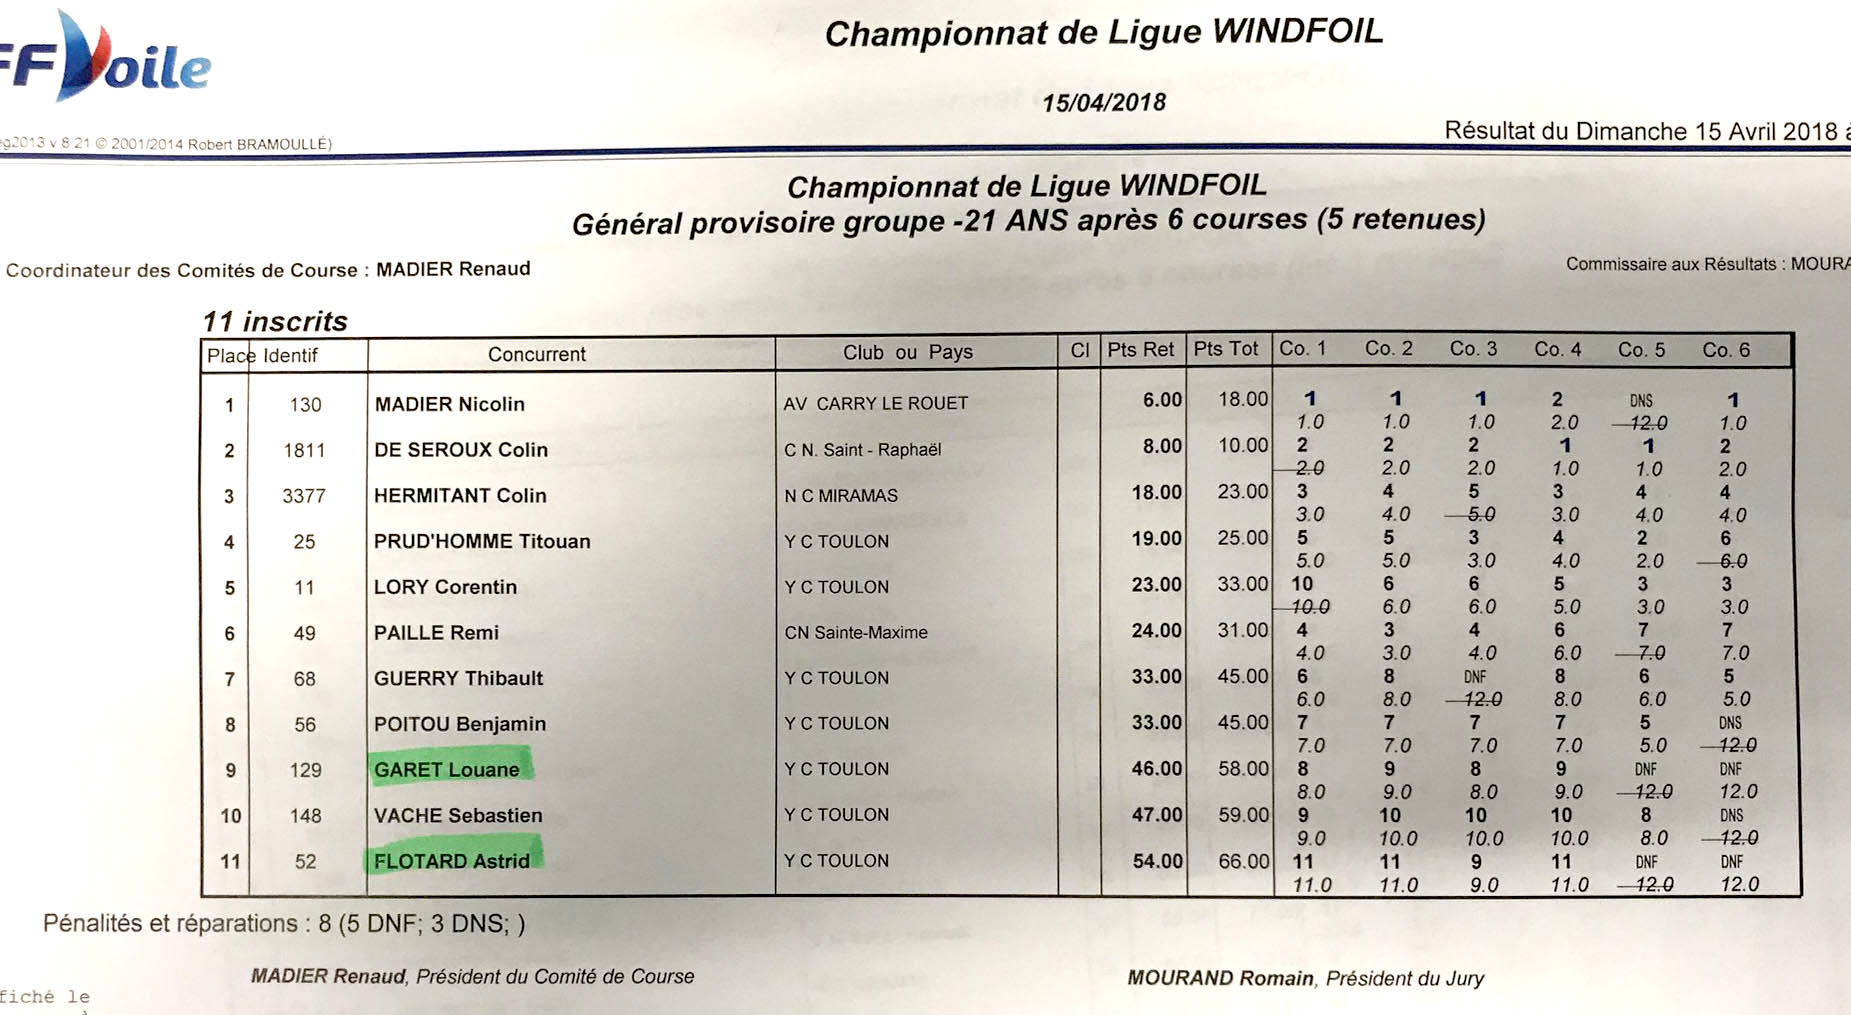 FFVoile
Championnat de Ligue WINDFOIL
15/04/2018
v 8.21 © 2001/2014 Robert BRAMOULLÉ)
Résultat du Dimanche 15 Avril 2018 à
Championnat de Ligue WINDFOIL
Général provisoire groupe -21 ANS après 6 courses (5 retenues)
Coordinateur des Comités de Course : MADIER Renaud
Commissaire aux Résultats : MOURA
11 inscrits
Place Identif Concurrent Club ou Pays Cl Pts Ret Pts Tot Co. 1 Co. 2 Co. 3 Co. 4 Co. 5 Co. 6
1 130 MADIER Nicolin AV CARRY LE ROUET 6.00 18.00 1 1 1 2 DNS 1
1.0 1.0 1.0 2.0 12.0 1.0
2 1811 DE SEROUX Colin C N. Saint - Raphaël 8.00 10.00 2 2 2 1 1 2
2.0 2.0 2.0 1.0 1.0 2.0
3 3377 HERMITANT Colin N C MIRAMAS 18.00 23.00 3 4 5 3 4 4
3.0 4.0 5.0 3.0 4.0 4.0
4 25 PRUD'HOMME Titouan Y C TOULON 19.00 25.00 5 5 3 4 2 6
5.0 5.0 3.0 4.0 2.0 6.0
5 11 LORY Corentin Y C TOULON 23.00 33.00 10 6 6 5 3 3
10.0 6.0 6.0 5.0 3.0 3.0
6 49 PAILLE Remi CN Sainte-Maxime 24.00 31.00 4 3 4 6 7 7
4.0 3.0 4.0 6.0 7.0 7.0
7 68 GUERRY Thibault Y C TOULON 33.00 45.00 6 8 DNF 8 6 5
6.0 8.0 12.0 8.0 6.0 5.0
8 56 POITOU Benjamin Y C TOULON 33.00 45.00 7 7 7 7 5 DNS
7.0 7.0 7.0 7.0 5.0 12.0
9 129 GARET Louane Y C TOULON 46.00 58.00 8 9 8 9 DNF DNF
8.0 9.0 8.0 9.0 12.0 12.0
10 148 VACHE Sebastien Y C TOULON 47.00 59.00 9 10 10 10 8 DNS
9.0 10.0 10.0 10.0 8.0 12.0
11 52 FLOTARD Astrid Y C TOULON 54.00 66.00 11 11 9 11 DNF DNF
11.0 11.0 9.0 11.0 12.0 12.0
Pénalités et réparations : 8 (5 DNF; 3 DNS; )
MADIER Renaud, Président du Comité de Course
MOURAND Romain, Président du Jury
fiché le